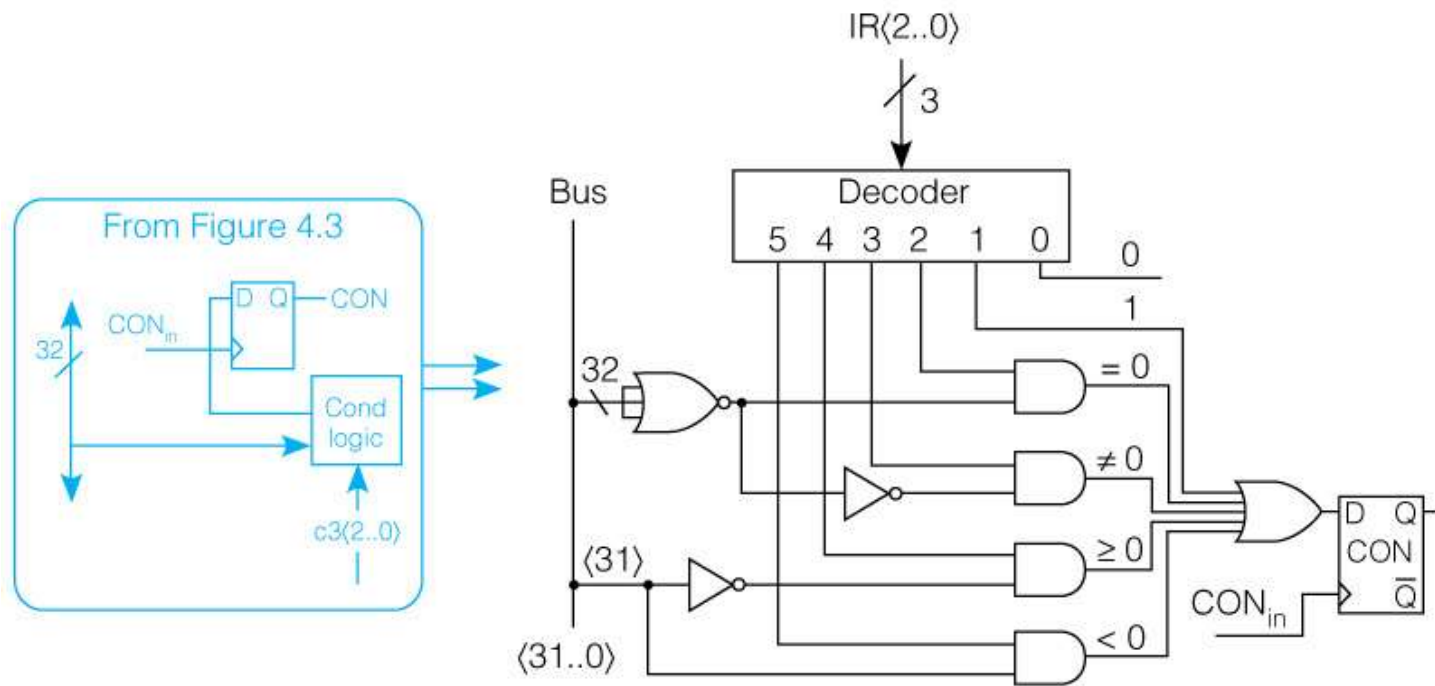 From Figure 4.3
D Q
CON
CON_in
32
Cond
logic
c3⟨2..0⟩
IR⟨2..0⟩
3
Bus
Decoder
5 4 3 2 1 0
0
1
32
= 0
≠ 0
⟨31⟩
≥ 0
D Q
CON
Q̅
CON_in
< 0
⟨31..0⟩